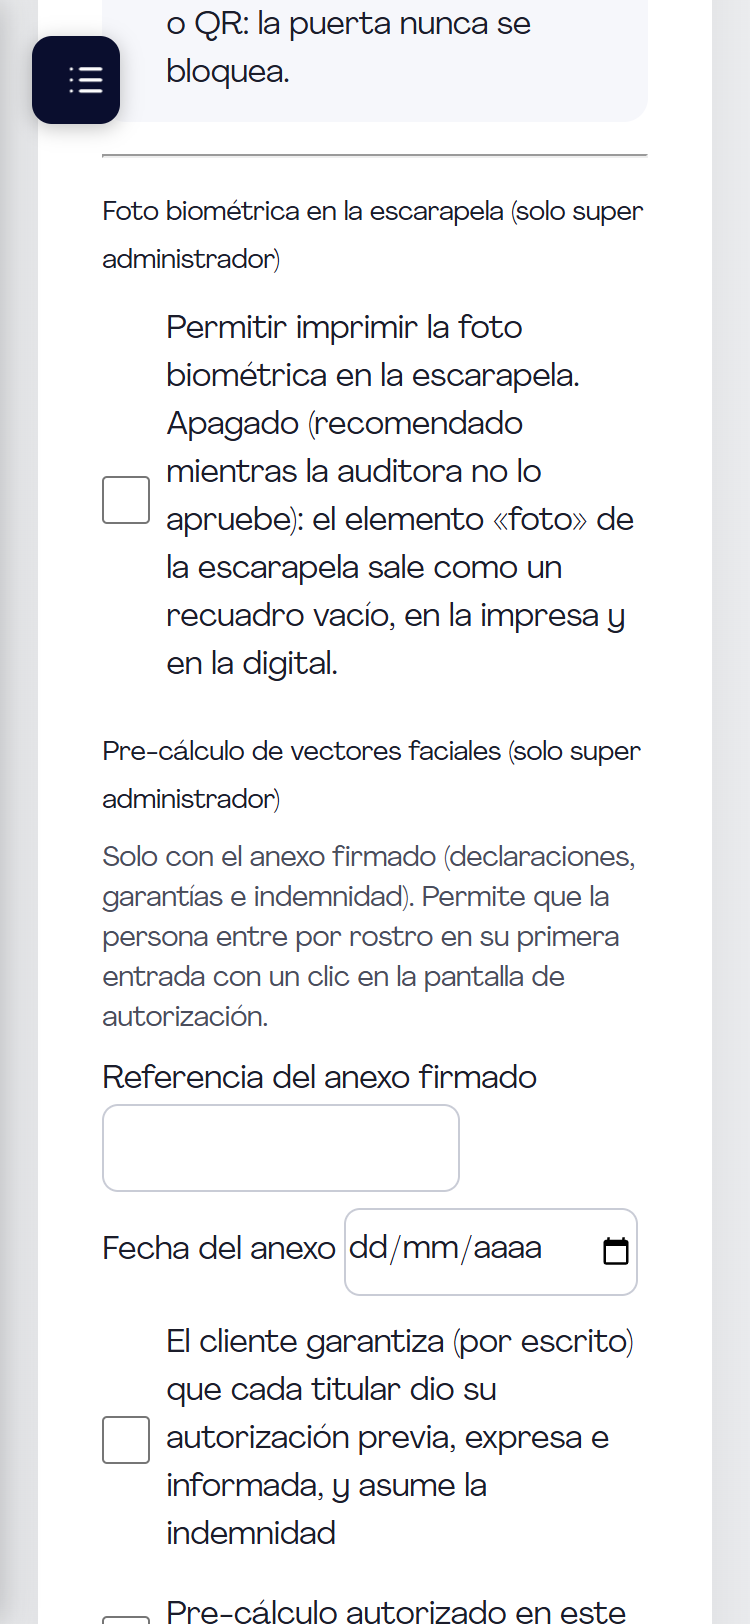 o QR: la puerta nunca se
bloquea.
Foto biométrica en la escarapela (solo super
administrador)
Permitir imprimir la foto
biométrica en la escarapela.
Apagado (recomendado
mientras la auditora no lo
apruebe): el elemento «foto» de
la escarapela sale como un
recuadro vacío, en la impresa y
en la digital.
Pre-cálculo de vectores faciales (solo super
administrador)
Solo con el anexo firmado (declaraciones,
garantías e indemnidad). Permite que la
persona entre por rostro en su primera
entrada con un clic en la pantalla de
autorización.
Referencia del anexo firmado
Fecha del anexo dd/mm/aaaa
El cliente garantiza (por escrito)
que cada titular dio su
autorización previa, expresa e
informada, y asume la
indemnidad
Pre-cálculo autorizado en este